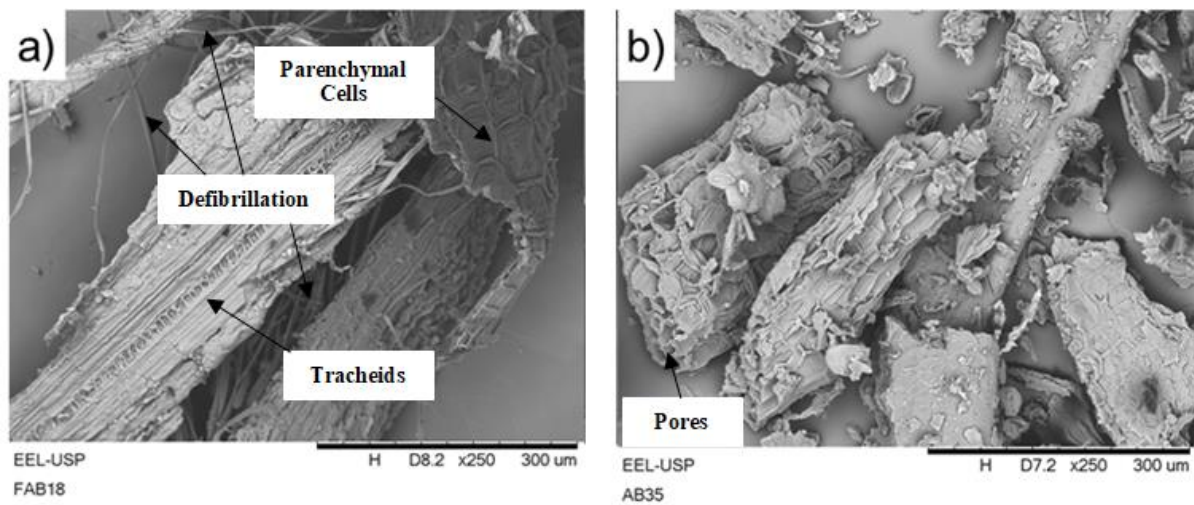 a)
Parenchymal
Cells
Defibrillation
Tracheids
EEL-USP
H D8.2 x250 300 um
FAB18
b)
Pores
EEL-USP
H D7.2 x250 300 um
AB35